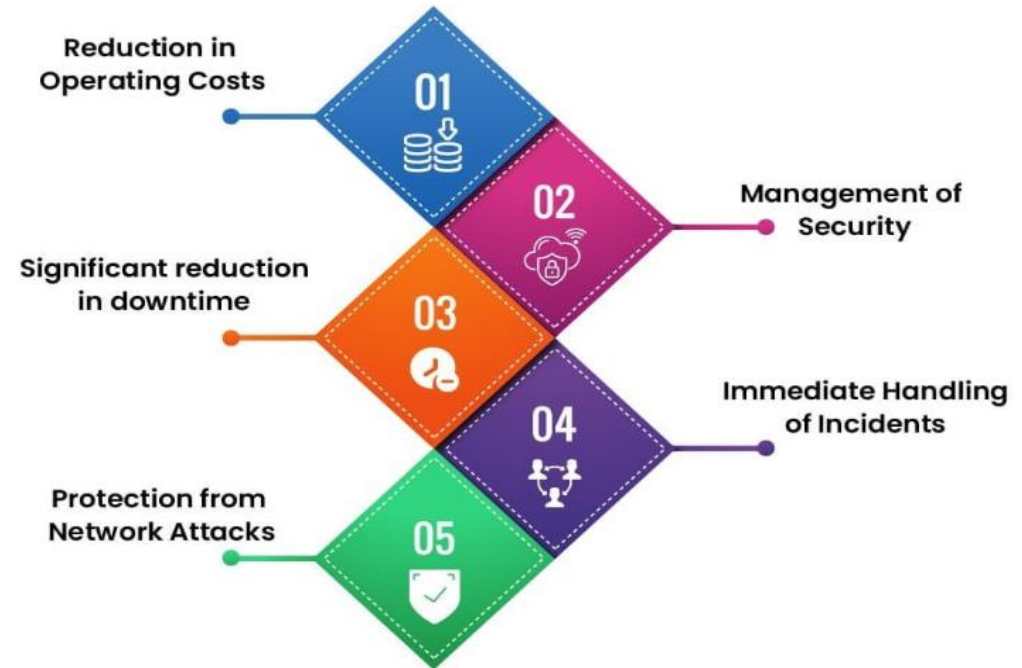 Reduction in
Operating Costs
01
02
Management of
Security
Significant reduction
in downtime
03
04
Immediate Handling
of Incidents
Protection from
Network Attacks
05